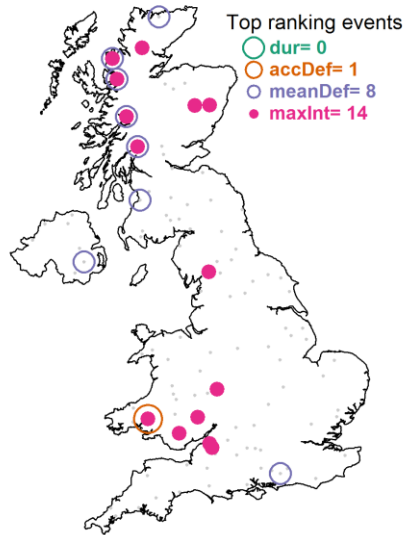 Top ranking events
dur= 0
accDef= 1
meanDef= 8
maxInt= 14